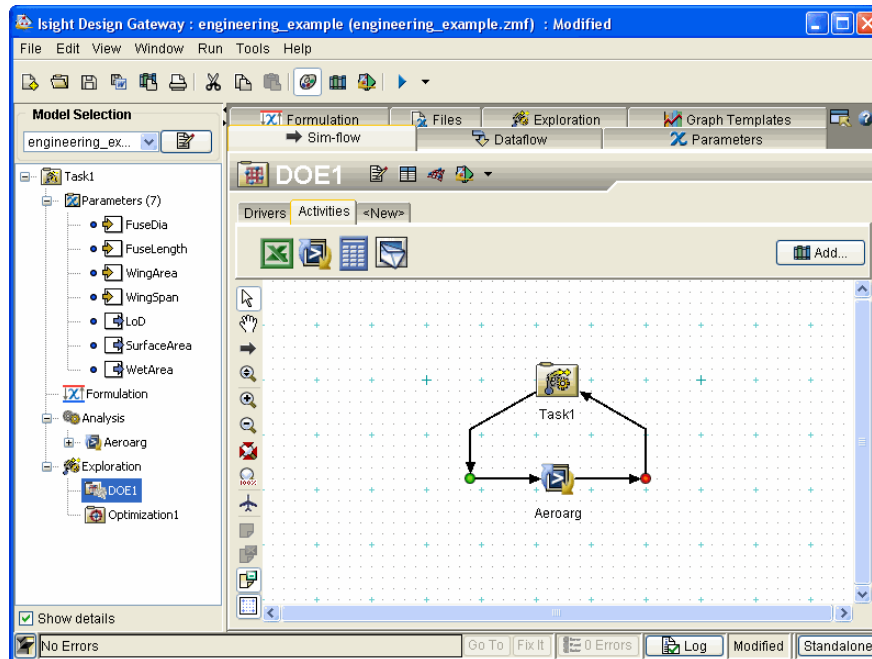 Isight Design Gateway : engineering_example (engineering_example.zmf) : Modified
File Edit View Window Run Tools Help
Model Selection
engineering_ex...
Task1
Parameters (7)
FuseDia
FuseLength
WingArea
WingSpan
LoD
SurfaceArea
WetArea
Formulation
Analysis
Aeroarg
Exploration
DOE1
Optimization1
Show details
Formulation Files Exploration Graph Templates
Sim-flow Dataflow Parameters
DOE1
Drivers Activities <New>
Add...
100%
Task1
Aeroarg
No Errors Go To Fix It 0 Errors Log Modified Standalone